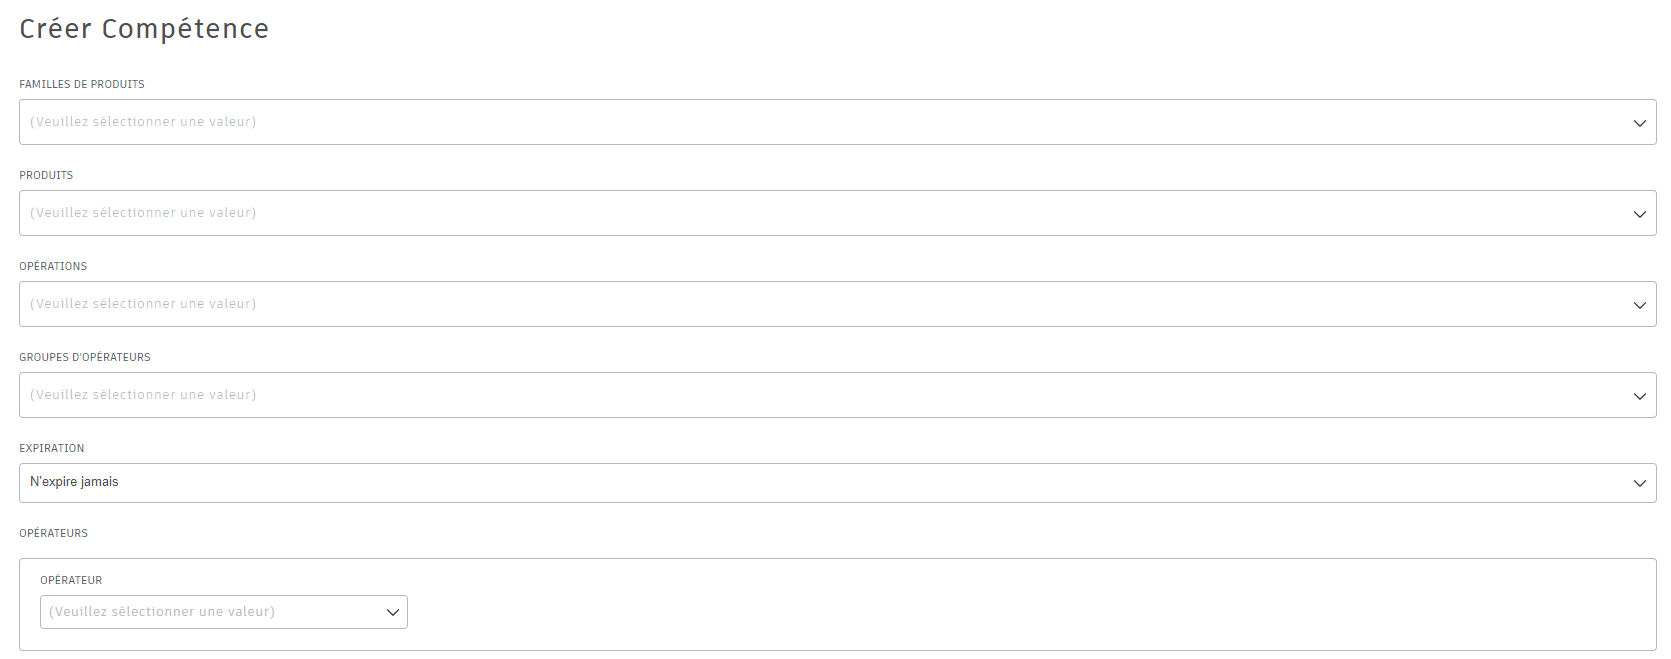 Créer Compétence
FAMILLES DE PRODUITS
(Veuillez sélectionner une valeur)
PRODUITS
(Veuillez sélectionner une valeur)
OPÉRATIONS
(Veuillez sélectionner une valeur)
GROUPES D'OPÉRATEURS
(Veuillez sélectionner une valeur)
EXPIRATION
N'expire jamais
OPÉRATEURS
OPÉRATEUR
(Veuillez sélectionner une valeur)